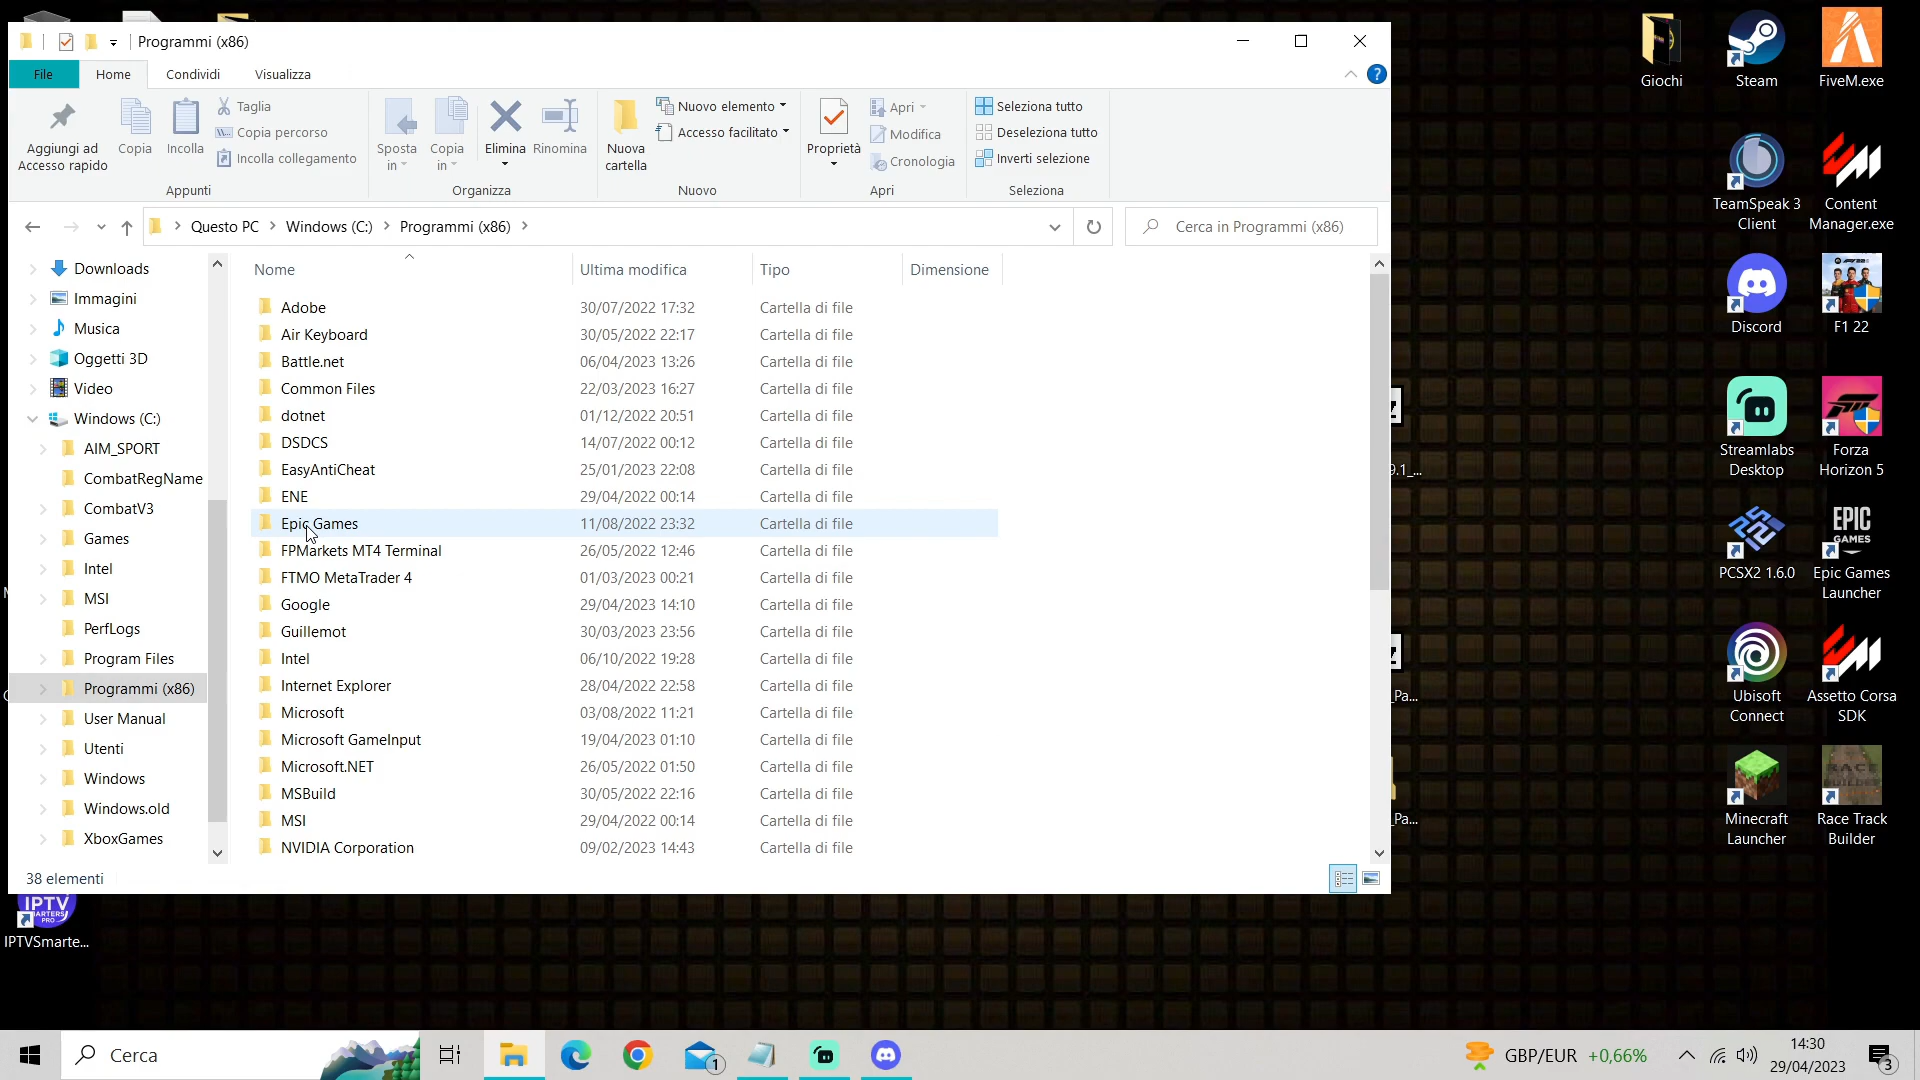 Programmi (x86)
File
Home
Condividi
Visualizza
Aggiungi ad
Accesso rapido
Copia
Incolla
Taglia
Copia percorso
Incolla collegamento
Appunti
Sposta
in
Copia
in
Elimina
Rinomina
Organizza
Nuova
cartella
Nuovo elemento
Accesso facilitato
Nuovo
Proprietà
Apri
Modifica
Cronologia
Apri
Seleziona tutto
Deseleziona tutto
Inverti selezione
Seleziona
Questo PC
Windows (C:)
Programmi (x86)
Cerca in Programmi (x86)
Downloads
Immagini
Musica
Oggetti 3D
Video
Windows (C:)
AIM_SPORT
CombatRegName
CombatV3
Games
Intel
MSI
PerfLogs
Program Files
Programmi (x86)
User Manual
Utenti
Windows
Windows.old
XboxGames
Nome Ultima modifica Tipo Dimensione
Adobe 30/07/2022 17:32 Cartella di file
Air Keyboard 30/05/2022 22:17 Cartella di file
Battle.net 06/04/2023 13:26 Cartella di file
Common Files 22/03/2023 16:27 Cartella di file
dotnet 01/12/2022 20:51 Cartella di file
DSDCS 14/07/2022 00:12 Cartella di file
EasyAntiCheat 25/01/2023 22:08 Cartella di file
ENE 29/04/2022 00:14 Cartella di file
Epic Games 11/08/2022 23:32 Cartella di file
FPMarkets MT4 Terminal 26/05/2022 12:46 Cartella di file
FTMO MetaTrader 4 01/03/2023 00:21 Cartella di file
Google 29/04/2023 14:10 Cartella di file
Guillemot 30/03/2023 23:56 Cartella di file
Intel 06/10/2022 19:28 Cartella di file
Internet Explorer 28/04/2022 22:58 Cartella di file
Microsoft 03/08/2022 11:21 Cartella di file
Microsoft GameInput 19/04/2023 01:10 Cartella di file
Microsoft.NET 26/05/2022 01:50 Cartella di file
MSBuild 30/05/2022 22:16 Cartella di file
MSI 29/04/2022 00:14 Cartella di file
NVIDIA Corporation 09/02/2023 14:43 Cartella di file
38 elementi
Giochi
Steam
FiveM.exe
TeamSpeak 3
Client
Content
Manager.exe
Discord
F1 22
Streamlabs
Desktop
Forza
Horizon 5
9.1_...
PCSX2 1.6.0
EPIC
GAMES
Epic Games
Launcher
Ubisoft
Connect
Assetto Corsa
SDK
_Pa...
Minecraft
Launcher
RACE
BUILDER
Race Track
Builder
_Pa...
IPTV
SMARTERS
PRO
IPTVSmarte...
Cerca
1
GBP/EUR +0,66%
14:30
29/04/2023
3